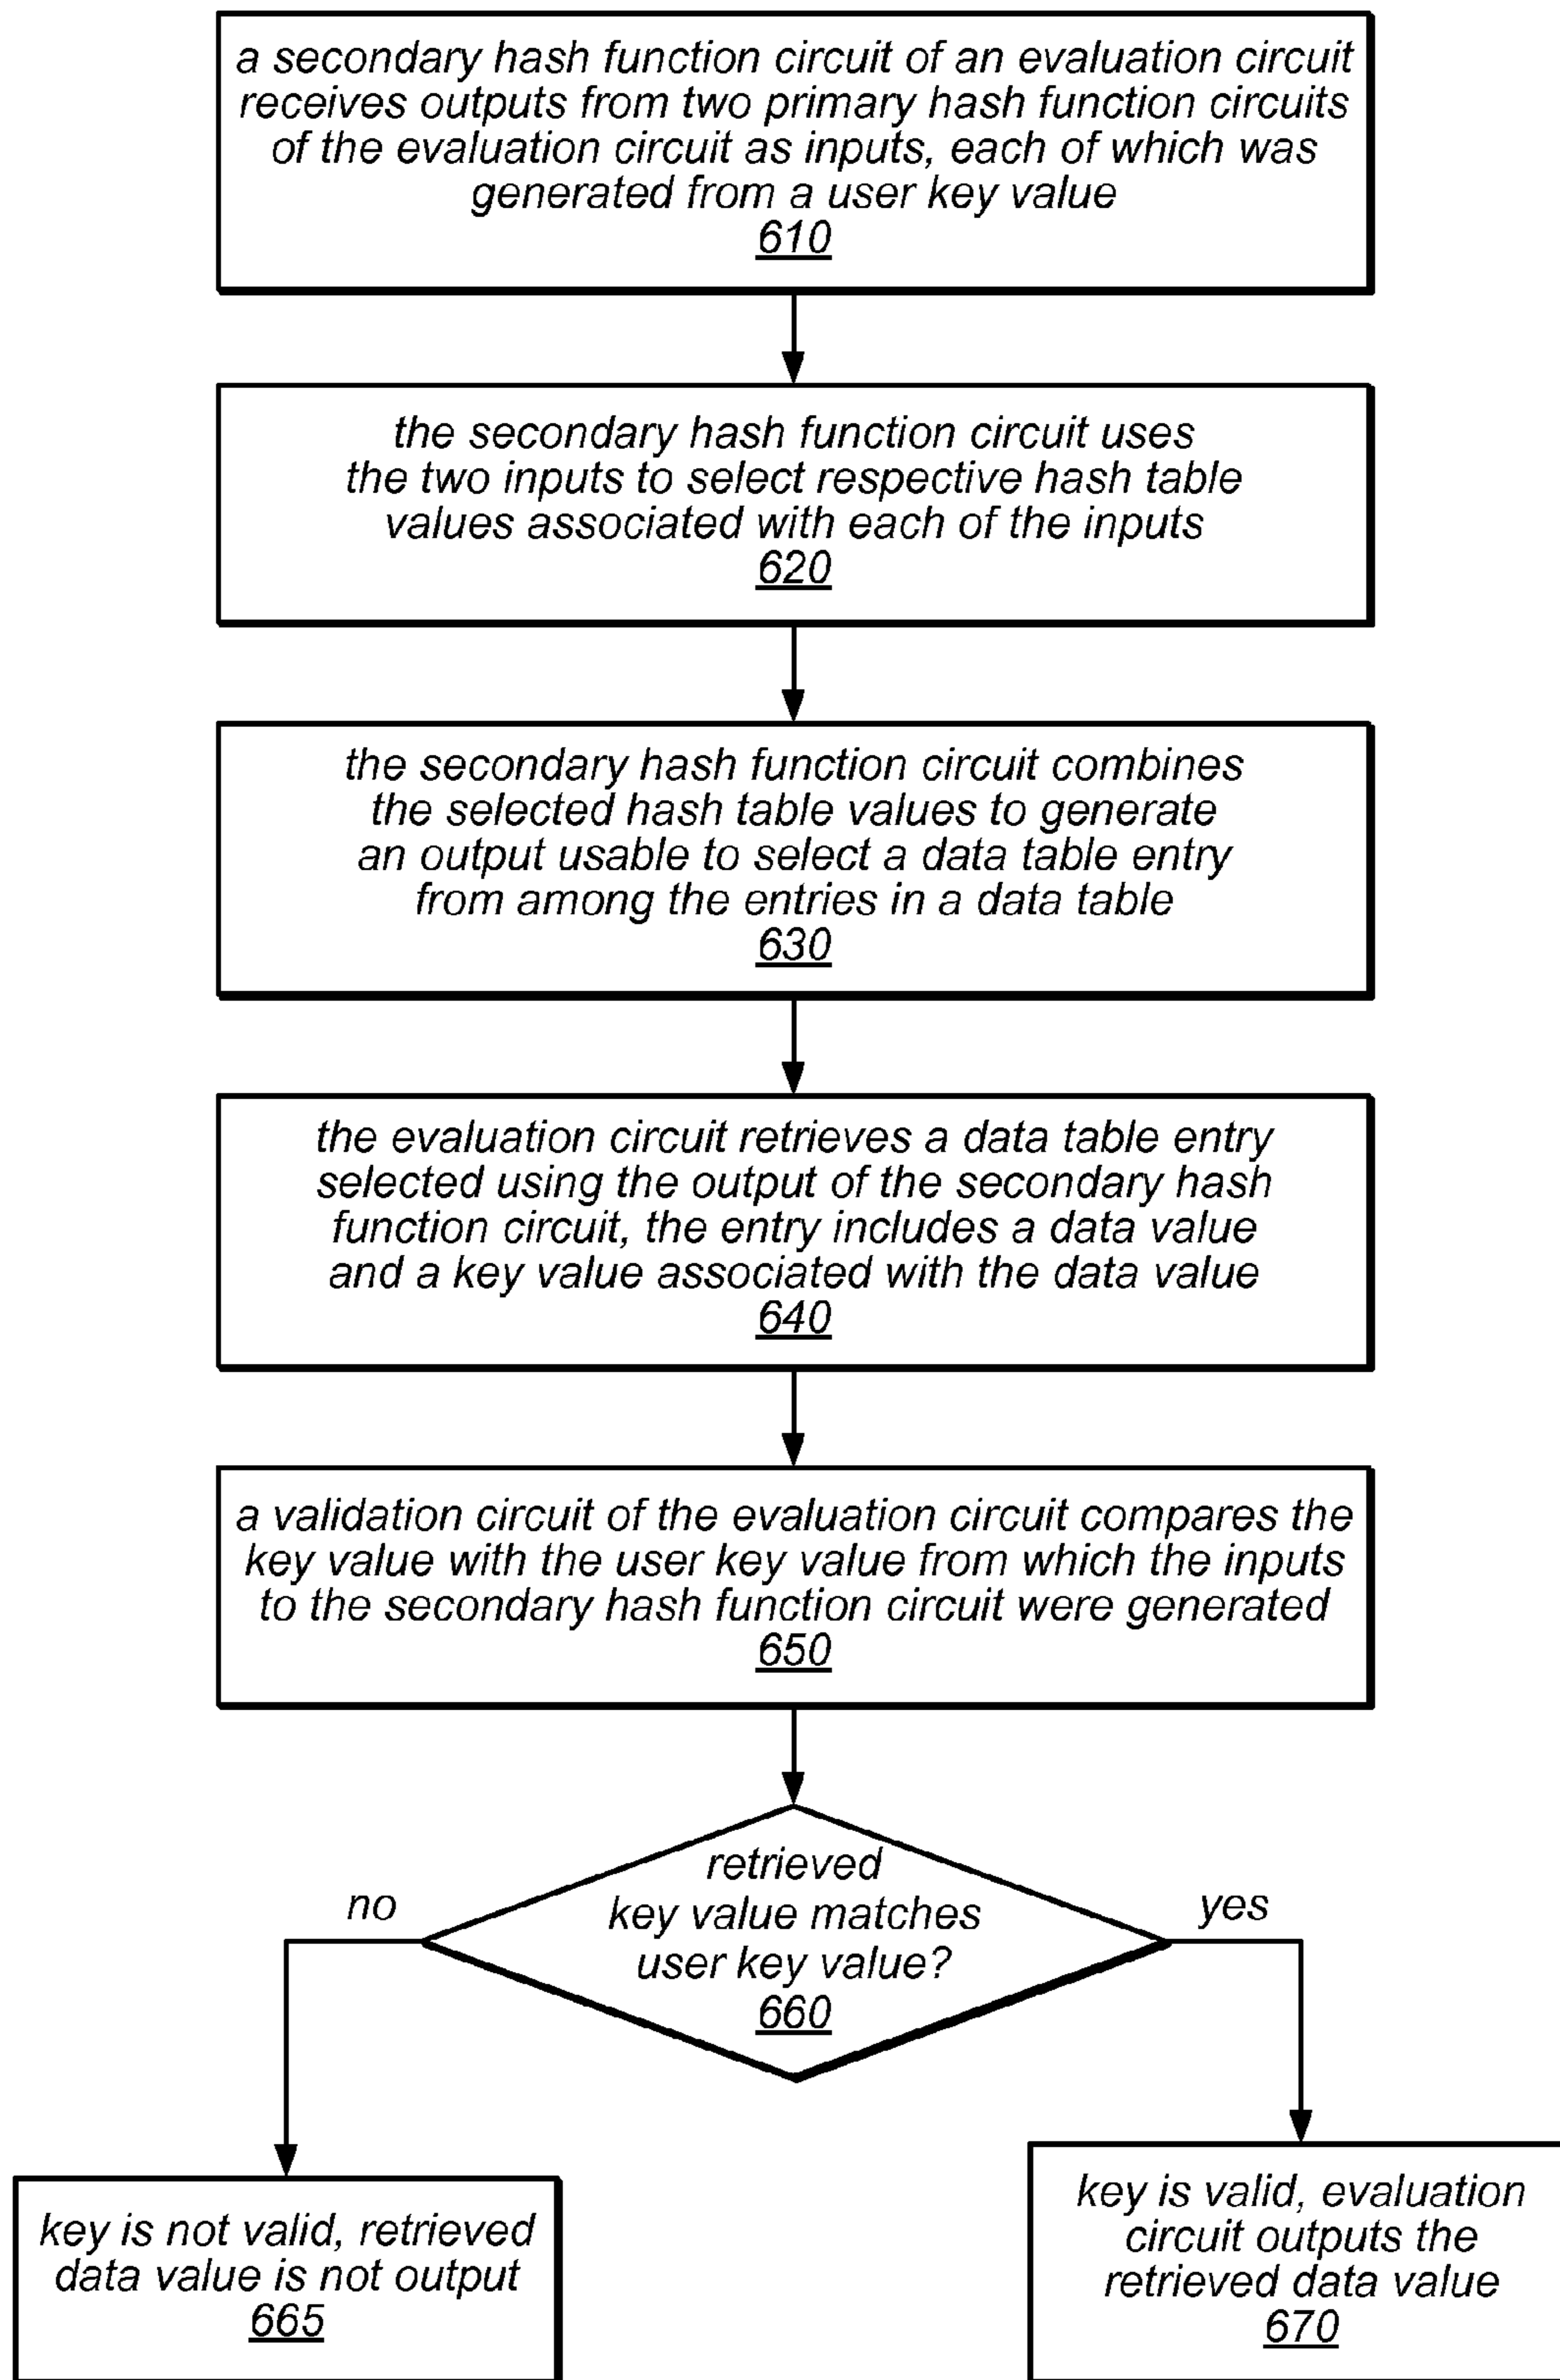 a secondary hash function circuit of an evaluation circuit
receives outputs from two primary hash function circuits
of the evaluation circuit as inputs, each of which was
generated from a user key value
610
the secondary hash function circuit uses
the two inputs to select respective hash table
values associated with each of the inputs
620
the secondary hash function circuit combines
the selected hash table values to generate
an output usable to select a data table entry
from among the entries in a data table
630
the evaluation circuit retrieves a data table entry
selected using the output of the secondary hash
function circuit, the entry includes a data value
and a key value associated with the data value
640
a validation circuit of the evaluation circuit compares the
key value with the user key value from which the inputs
to the secondary hash function circuit were generated
650
retrieved
key value matches
user key value?
660
no
yes
key is not valid, retrieved
data value is not output
665
key is valid, evaluation
circuit outputs the
retrieved data value
670